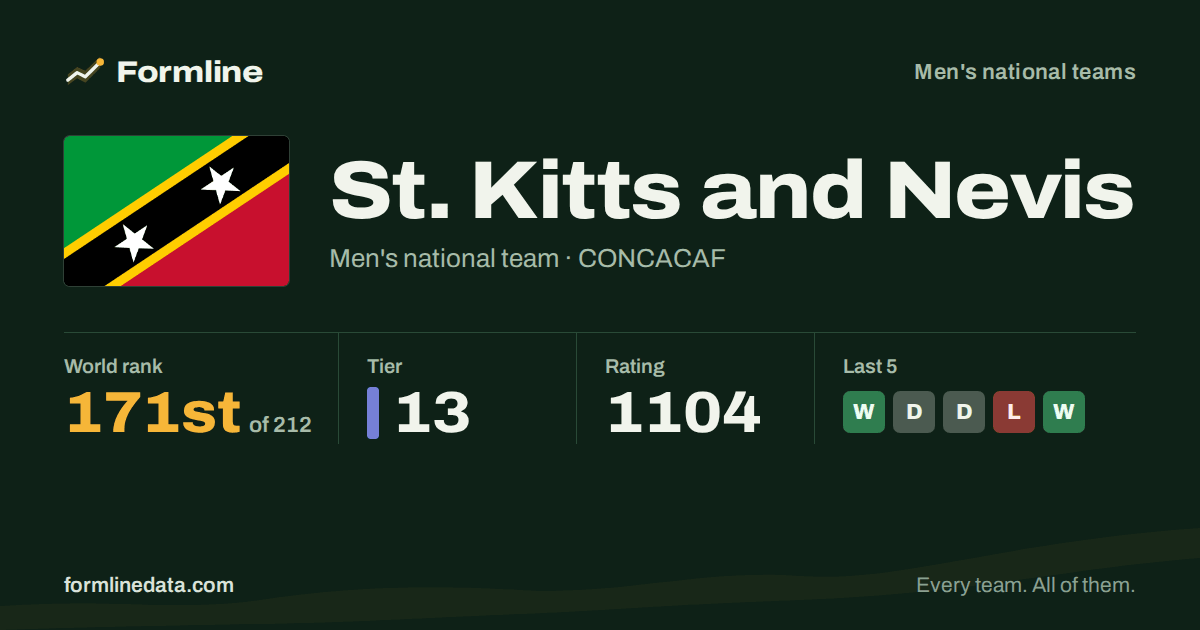 Formline
Men's national teams
St. Kitts and Nevis
Men's national team · CONCACAF
World rank
171st of 212
Tier
13
Rating
1104
Last 5
W D D L W
formlinedata.com
Every team. All of them.